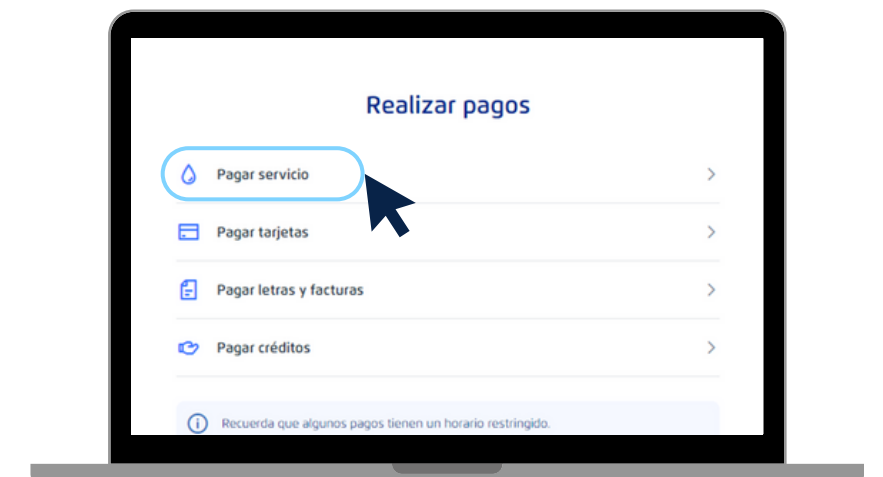 Realizar pagos
Pagar servicio
Pagar tarjetas
Pagar letras y facturas
Pagar créditos
Recuerda que algunos pagos tienen un horario restringido.